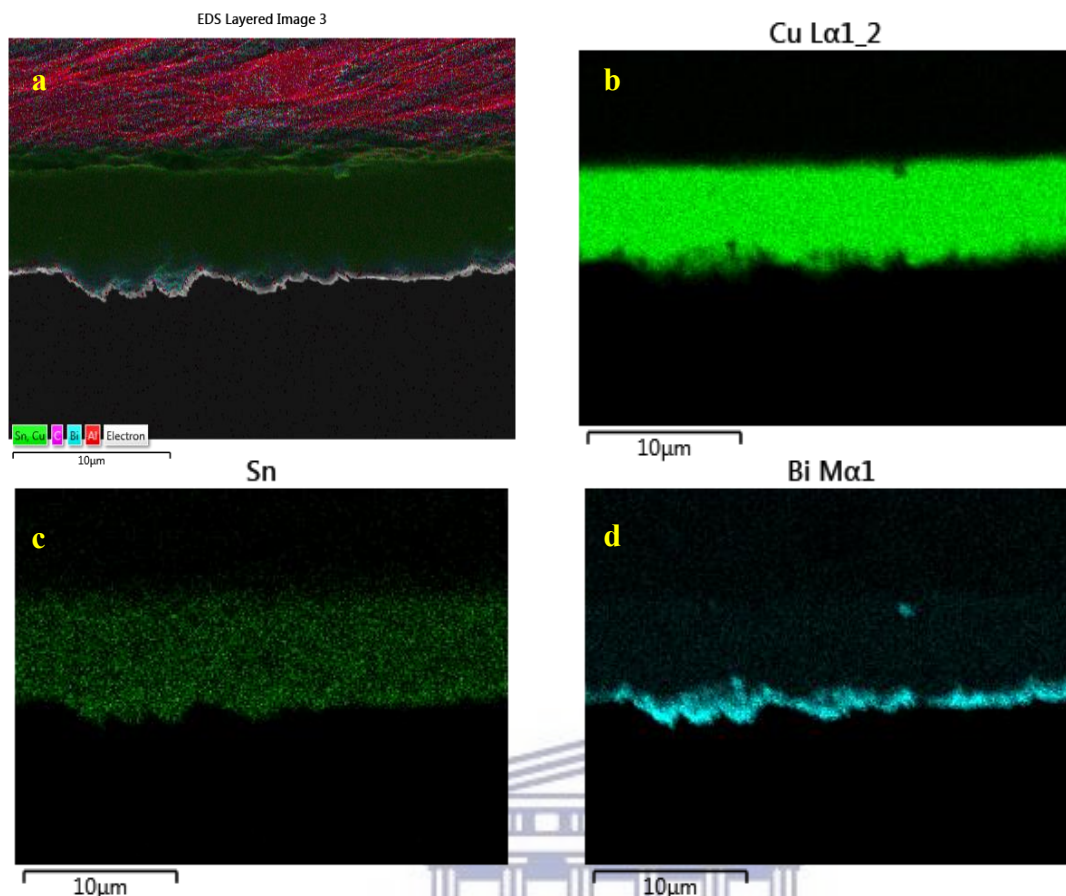 EDS Layered Image 3
a
Sn, Cu C Bi Al Electron
10μm
Cu Lα1_2
b
10μm
Sn
c
10μm
Bi Mα1
d
10μm